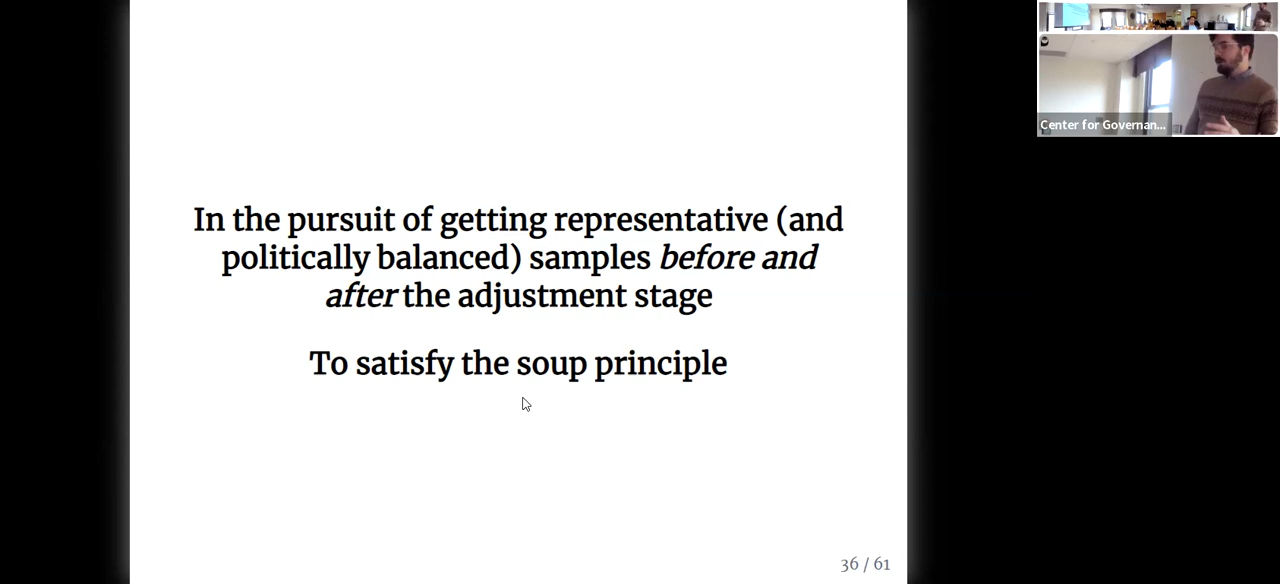 In the pursuit of getting representative (and
politically balanced) samples before and
after the adjustment stage
To satisfy the soup principle
36 / 61
Center for Governan...